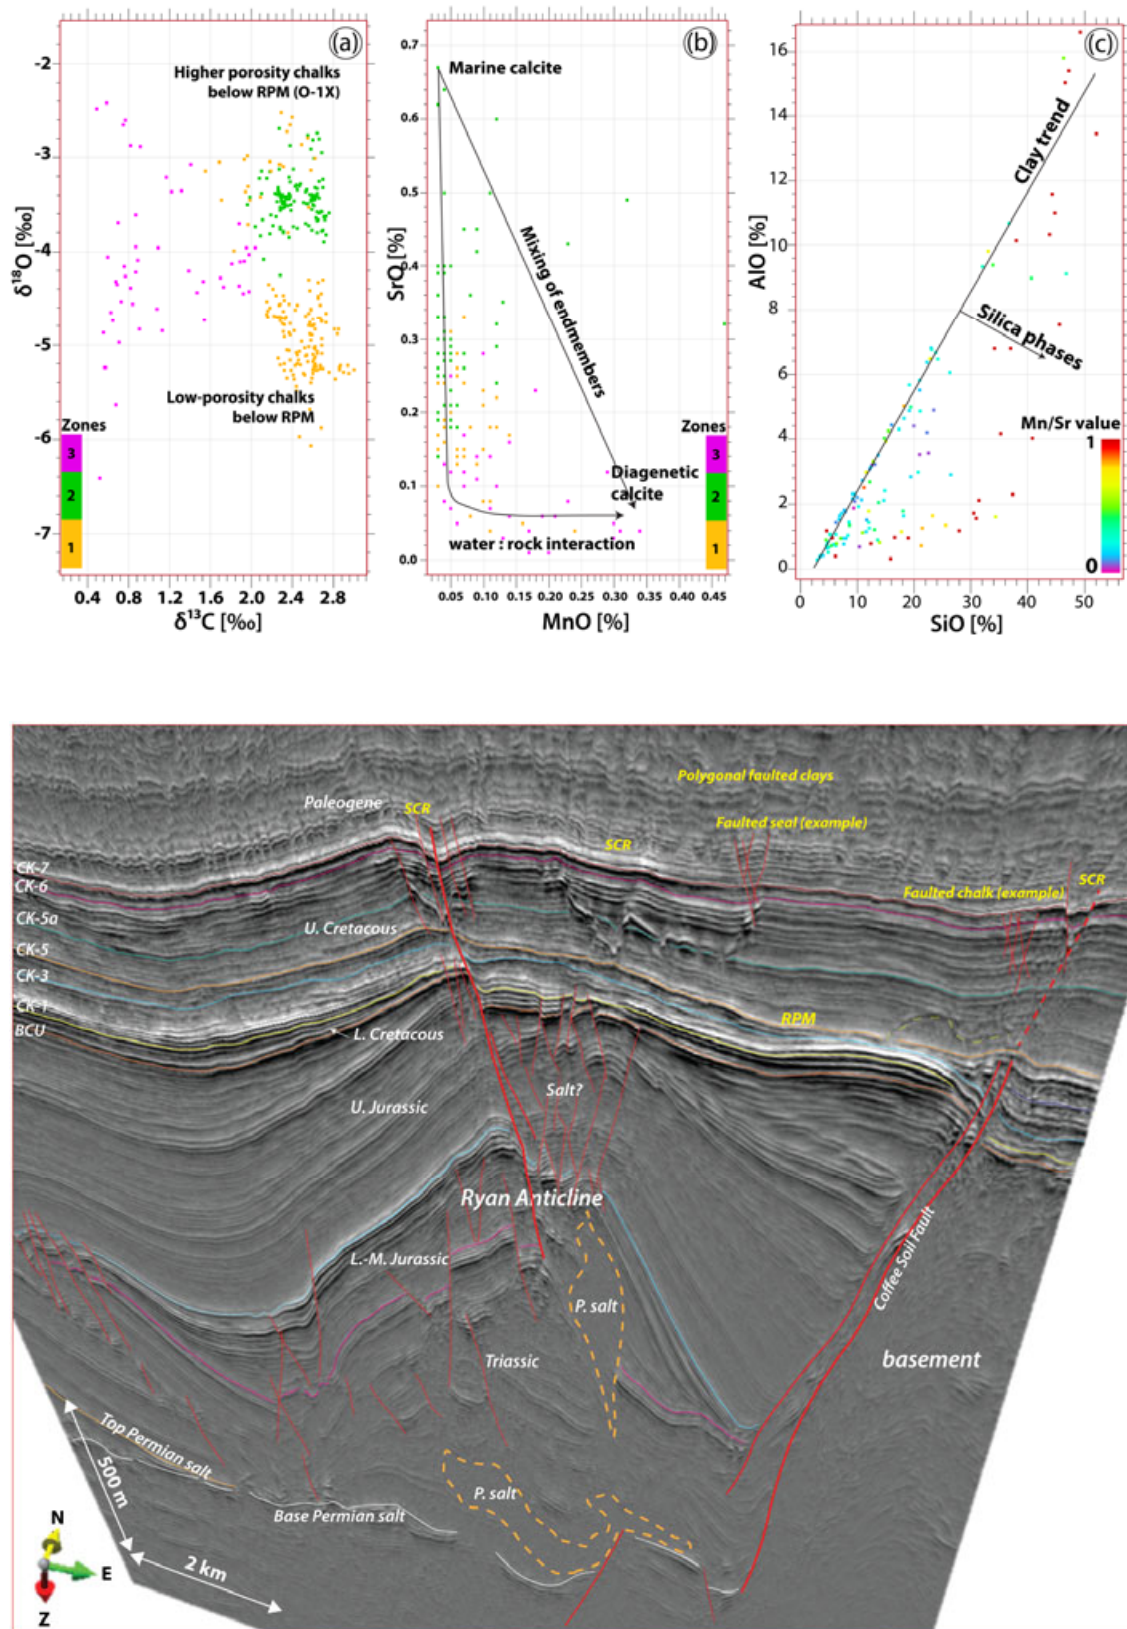 (a)
Higher porosity chalks
below RPM (O-1X)
Low-porosity chalks
below RPM
Zones
3
2
1
-2
-3
-4
-5
-6
-7
δ¹⁸O [‰]
0.4 0.8 1.2 1.6 2.0 2.4 2.8
δ¹³C [‰]
(b)
Marine calcite
Mixing of endmembers
Diagenetic
calcite
water : rock interaction
Zones
3
2
1
0.7
0.6
0.5
0.4
0.3
0.2
0.1
0.0
SrO [%]
0.05 0.10 0.15 0.20 0.25 0.30 0.35 0.40 0.45
MnO [%]
(c)
Clay trend
Silica phases
Mn/Sr value
1
0
16
14
12
10
8
6
4
2
0
AlO [%]
0 10 20 30 40 50
SiO [%]
Polygonal faulted clays
Paleogene
SCR
Faulted seal (example)
SCR
CK-7
CK-6
Faulted chalk (example)
SCR
CK-5a
U. Cretacous
CK-5
CK-3
CK-1
RPM
BCU
L. Cretacous
Salt?
U. Jurassic
Ryan Anticline
L.-M. Jurassic
Coffee Soil Fault
P. salt
Triassic
basement
Top Permian salt
500 m
P. salt
Base Permian salt
N
E
Z
2 km